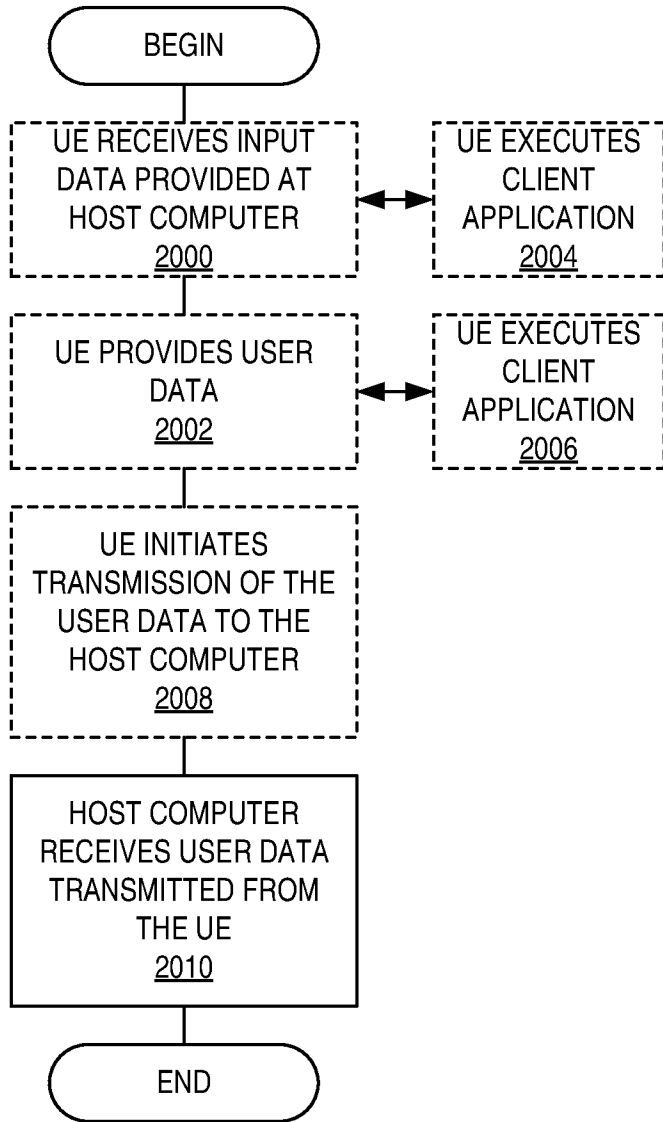 BEGIN
UE RECEIVES INPUT
DATA PROVIDED AT
HOST COMPUTER
2000
UE EXECUTES
CLIENT
APPLICATION
2004
UE PROVIDES USER
DATA
2002
UE EXECUTES
CLIENT
APPLICATION
2006
UE INITIATES
TRANSMISSION OF THE
USER DATA TO THE
HOST COMPUTER
2008
HOST COMPUTER
RECEIVES USER DATA
TRANSMITTED FROM
THE UE
2010
END